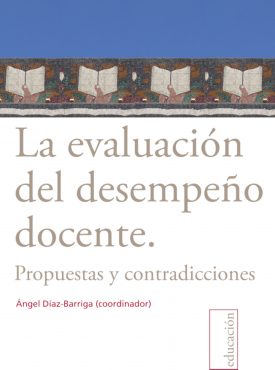 La evaluación
del desempeño
docente.
Propuestas y contradicciones
Ángel Díaz-Barriga (coordinador)
educación